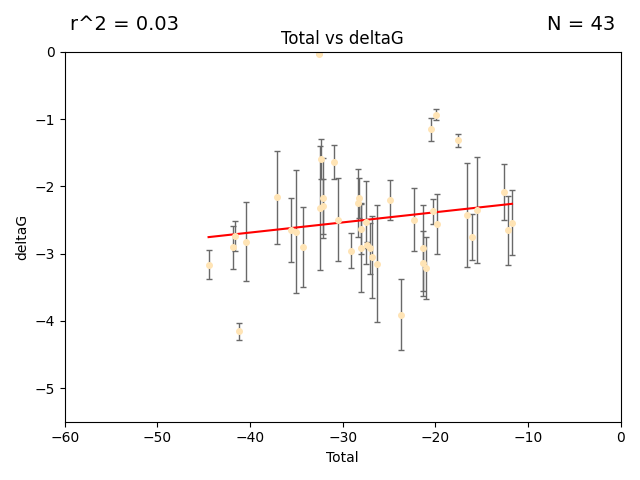 r^2 = 0.03
N = 43
Total vs deltaG
0
−1
−2
−3
−4
−5
deltaG
−60
−50
−40
−30
−20
−10
0
Total